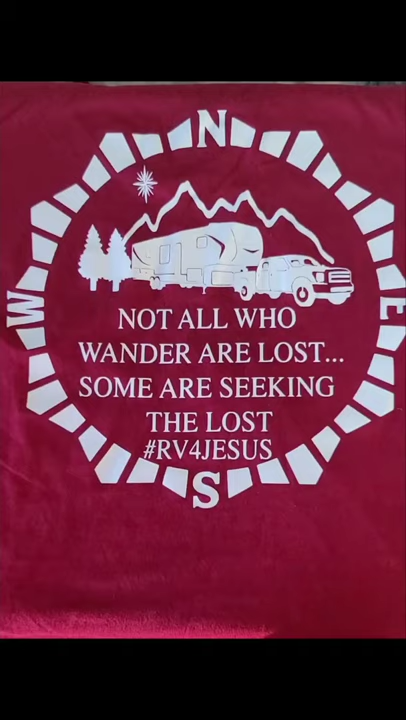 N
W
E
NOT ALL WHO
WANDER ARE LOST...
SOME ARE SEEKING
THE LOST
#RV4JESUS
S